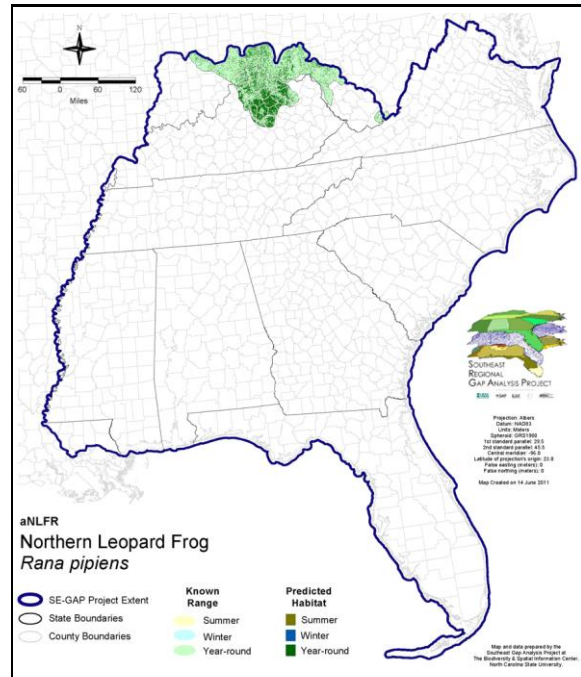 N
60 0 60 120
Miles
SOUTHEAST
REGIONAL
GAP ANALYSIS PROJECT
Projection: Albers
Datum: NAD83
Units: Meters
Spheroid: GRS1980
1st standard parallel: 29.5
2nd standard parallel: 45.5
Central meridian: -96.0
Latitude of projection's origin: 23.0
False easting (meters): 0
False northing (meters): 0
Map Created on 14 June 2011
aNLFR
Northern Leopard Frog
Rana pipiens
SE-GAP Project Extent
State Boundaries
County Boundaries
Known
Range
Summer
Winter
Year-round
Predicted
Habitat
Summer
Winter
Year-round
Map and data prepared by the
Southeast Gap Analysis Project at
The Biodiversity & Spatial Information Center,
North Carolina State University.